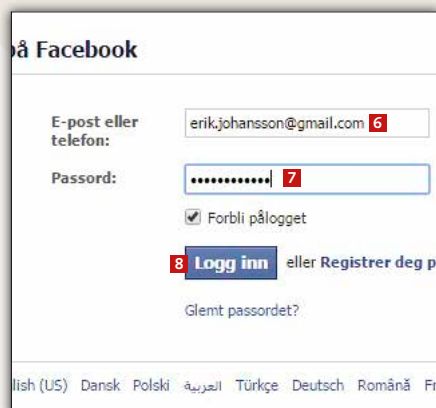 på Facebook
E-post eller
telefon:
erik.johansson@gmail.com 6
Passord:
•••••••••••• 7
Forbli pålogget
8 Logg inn eller Registrer deg p
Glemt passordet?
lish (US) Dansk Polski العربية Türkçe Deutsch Română Fr